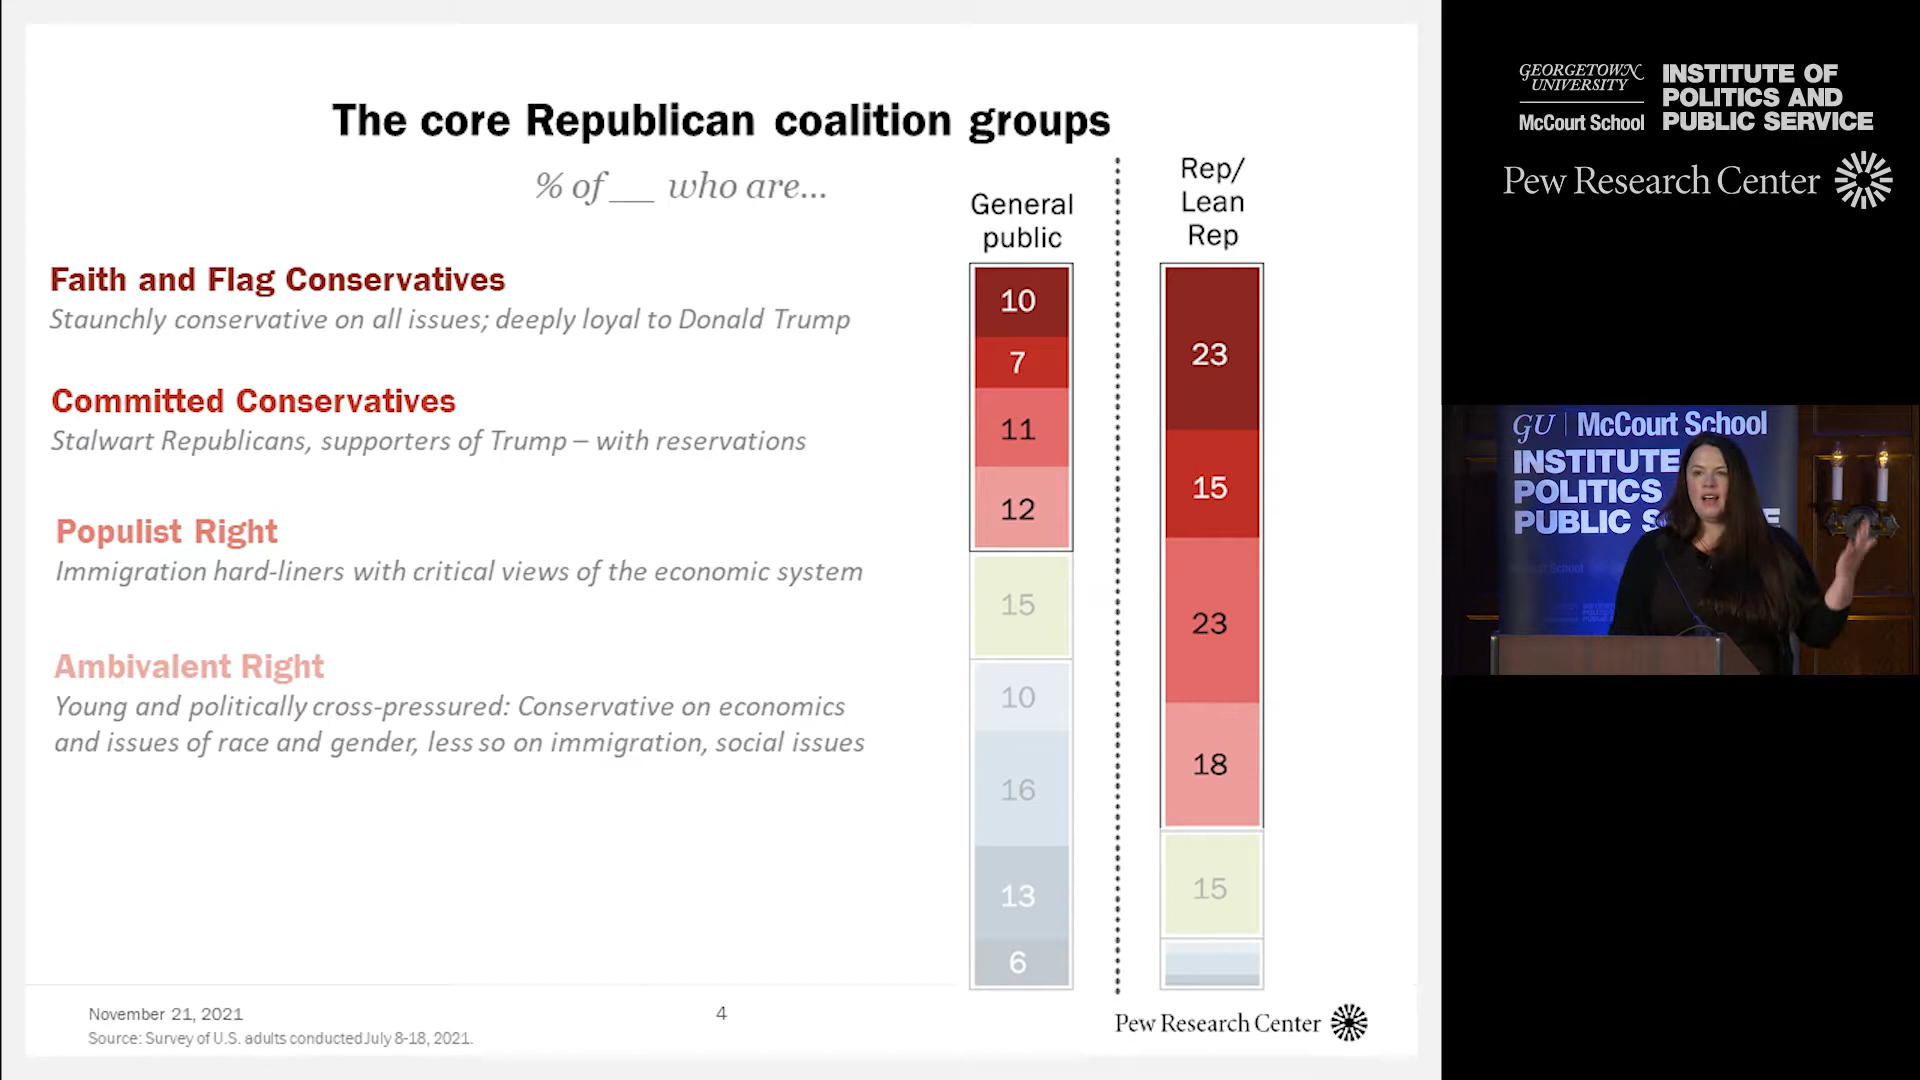 The core Republican coalition groups
% of __ who are...
General
public
Rep/
Lean
Rep
Faith and Flag Conservatives
Staunchly conservative on all issues; deeply loyal to Donald Trump
Committed Conservatives
Stalwart Republicans, supporters of Trump – with reservations
Populist Right
Immigration hard-liners with critical views of the economic system
Ambivalent Right
Young and politically cross-pressured: Conservative on economics
and issues of race and gender, less so on immigration, social issues
10
7
11
12
15
10
16
13
6
23
15
23
18
15
November 21, 2021
Source: Survey of U.S. adults conducted July 8-18, 2021.
4
Pew Research Center
GEORGETOWN
UNIVERSITY
McCourt School
INSTITUTE OF
POLITICS AND
PUBLIC SERVICE
Pew Research Center
GU | McCourt School
INSTITUTE
POLITICS
PUBLIC S E